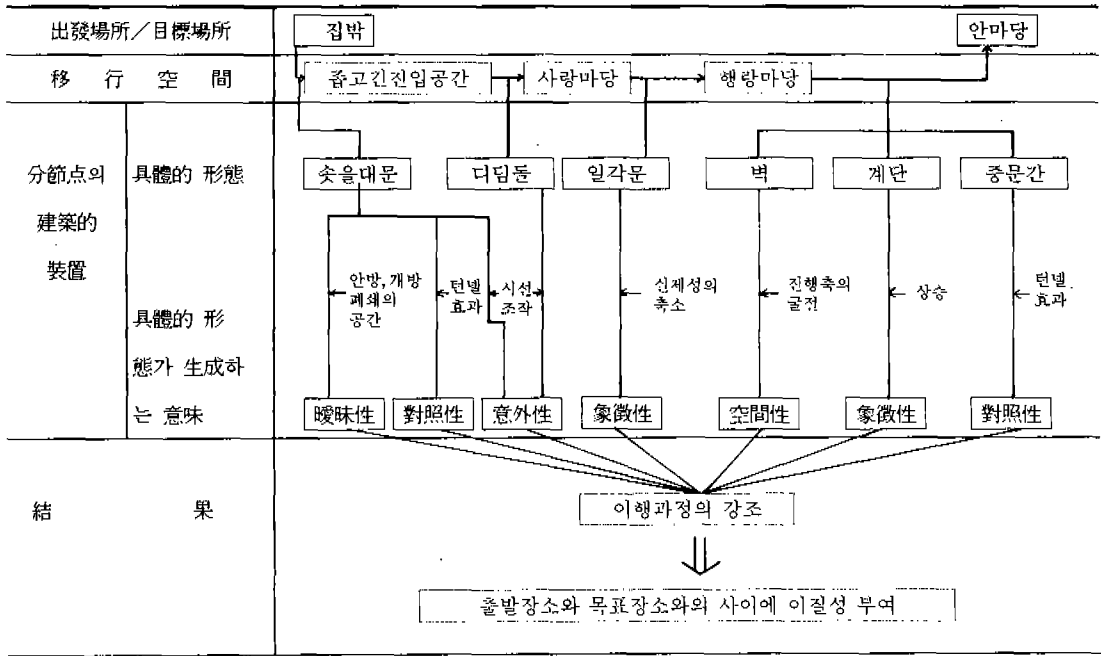 出發場所／目標場所 집밖 안마당
移 行 空 間 좁고긴진입공간 사랑마당 행랑마당
分節点의 具體的 形態 솟을대문 디딤돌 일각문 벽 계단 중문간
建築的
裝置
안방,개방 폐쇄의 공간
턴넬 효과
시선 조작
신제성의 축소
진행축의 굴절
상승
턴넬 효과
具體的 形
態가 生成하
는 意味
曖昧性 對照性 意外性 象徵性 空間性 象徵性 對照性
結 果
이행과정의 강조
출발장소와 목표장소와의 사이에 이질성 부여